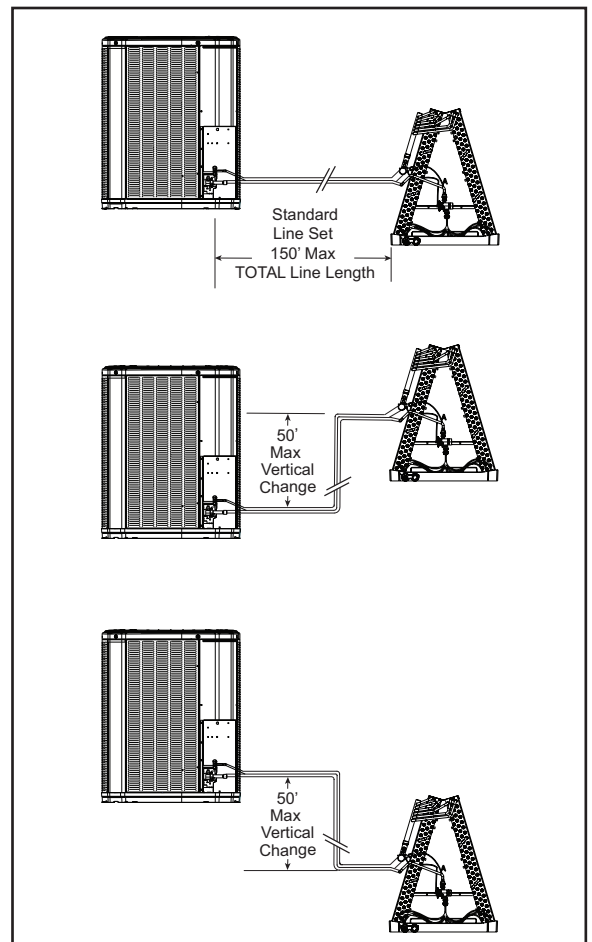 Standard
Line Set
150' Max
TOTAL Line Length
50'
Max
Vertical
Change
50'
Max
Vertical
Change